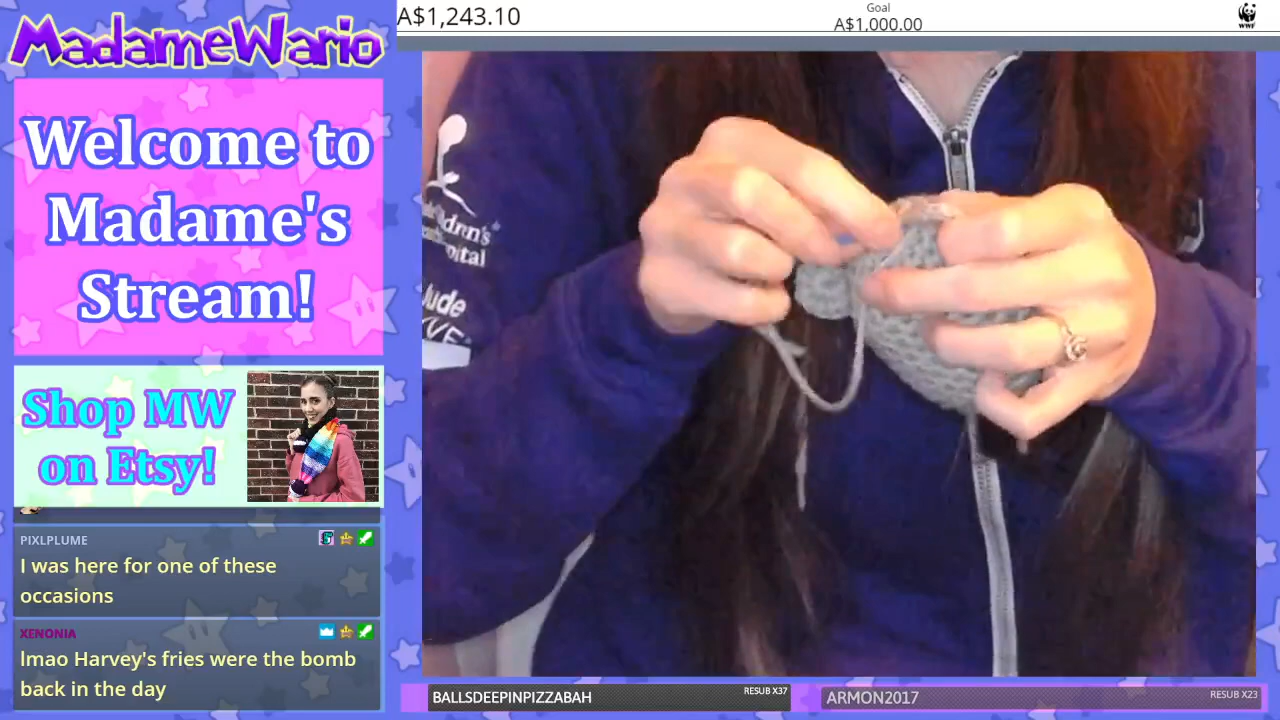 MadameWario
Welcome to
Madame's
Stream!
Shop MW
on Etsy!
PIXLPLUME
I was here for one of these
occasions
XENONIA
lmao Harvey's fries were the bomb
back in the day
A$1,243.10
Goal
A$1,000.00
WWF
BALLSDEEPINPIZZABAH
RESUB X37
ARMON2017
RESUB X23